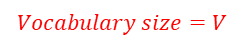 Vocabulary size = V